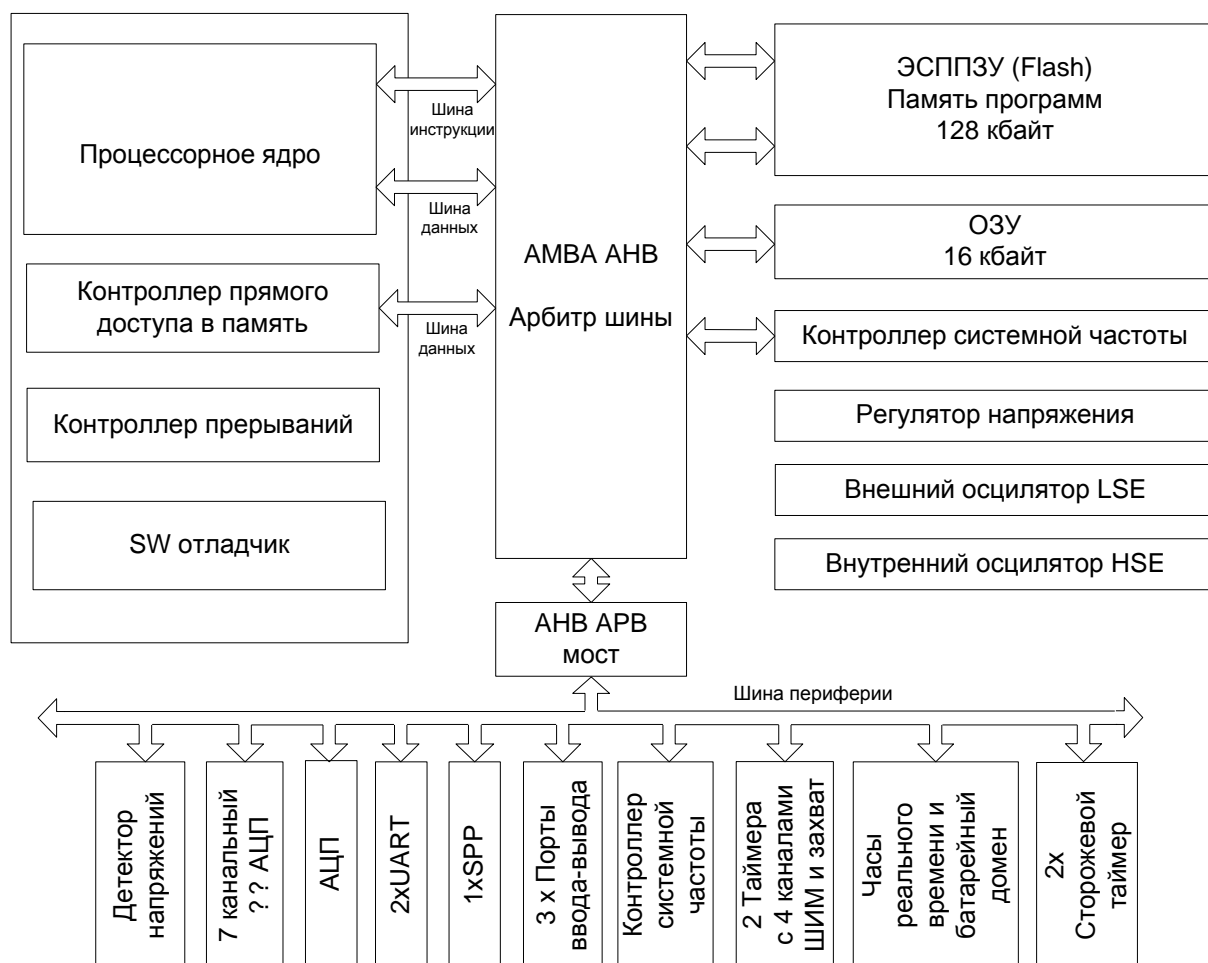 Процессорное ядро
Контроллер прямого
доступа в память
Контроллер прерываний
SW отладчик
Шина
инструкции
Шина
данных
Шина
данных
AMBA AHB
Арбитр шины
ЭСППЗУ (Flash)
Память программ
128 кбайт
ОЗУ
16 кбайт
Контроллер системной частоты
Регулятор напряжения
Внешний осцилятор LSE
Внутренний осцилятор HSE
AHB APB
мост
Шина периферии
Детектор
напряжений
7 канальный
? ? АЦП
АЦП
2xUART
1xSPP
3 x Порты
ввода-вывода
Контроллер
системной
частоты
2 Таймера
с 4 каналами
ШИМ и захват
Часы
реального
времени и
батарейный
домен
2x
Сторожевой
таймер